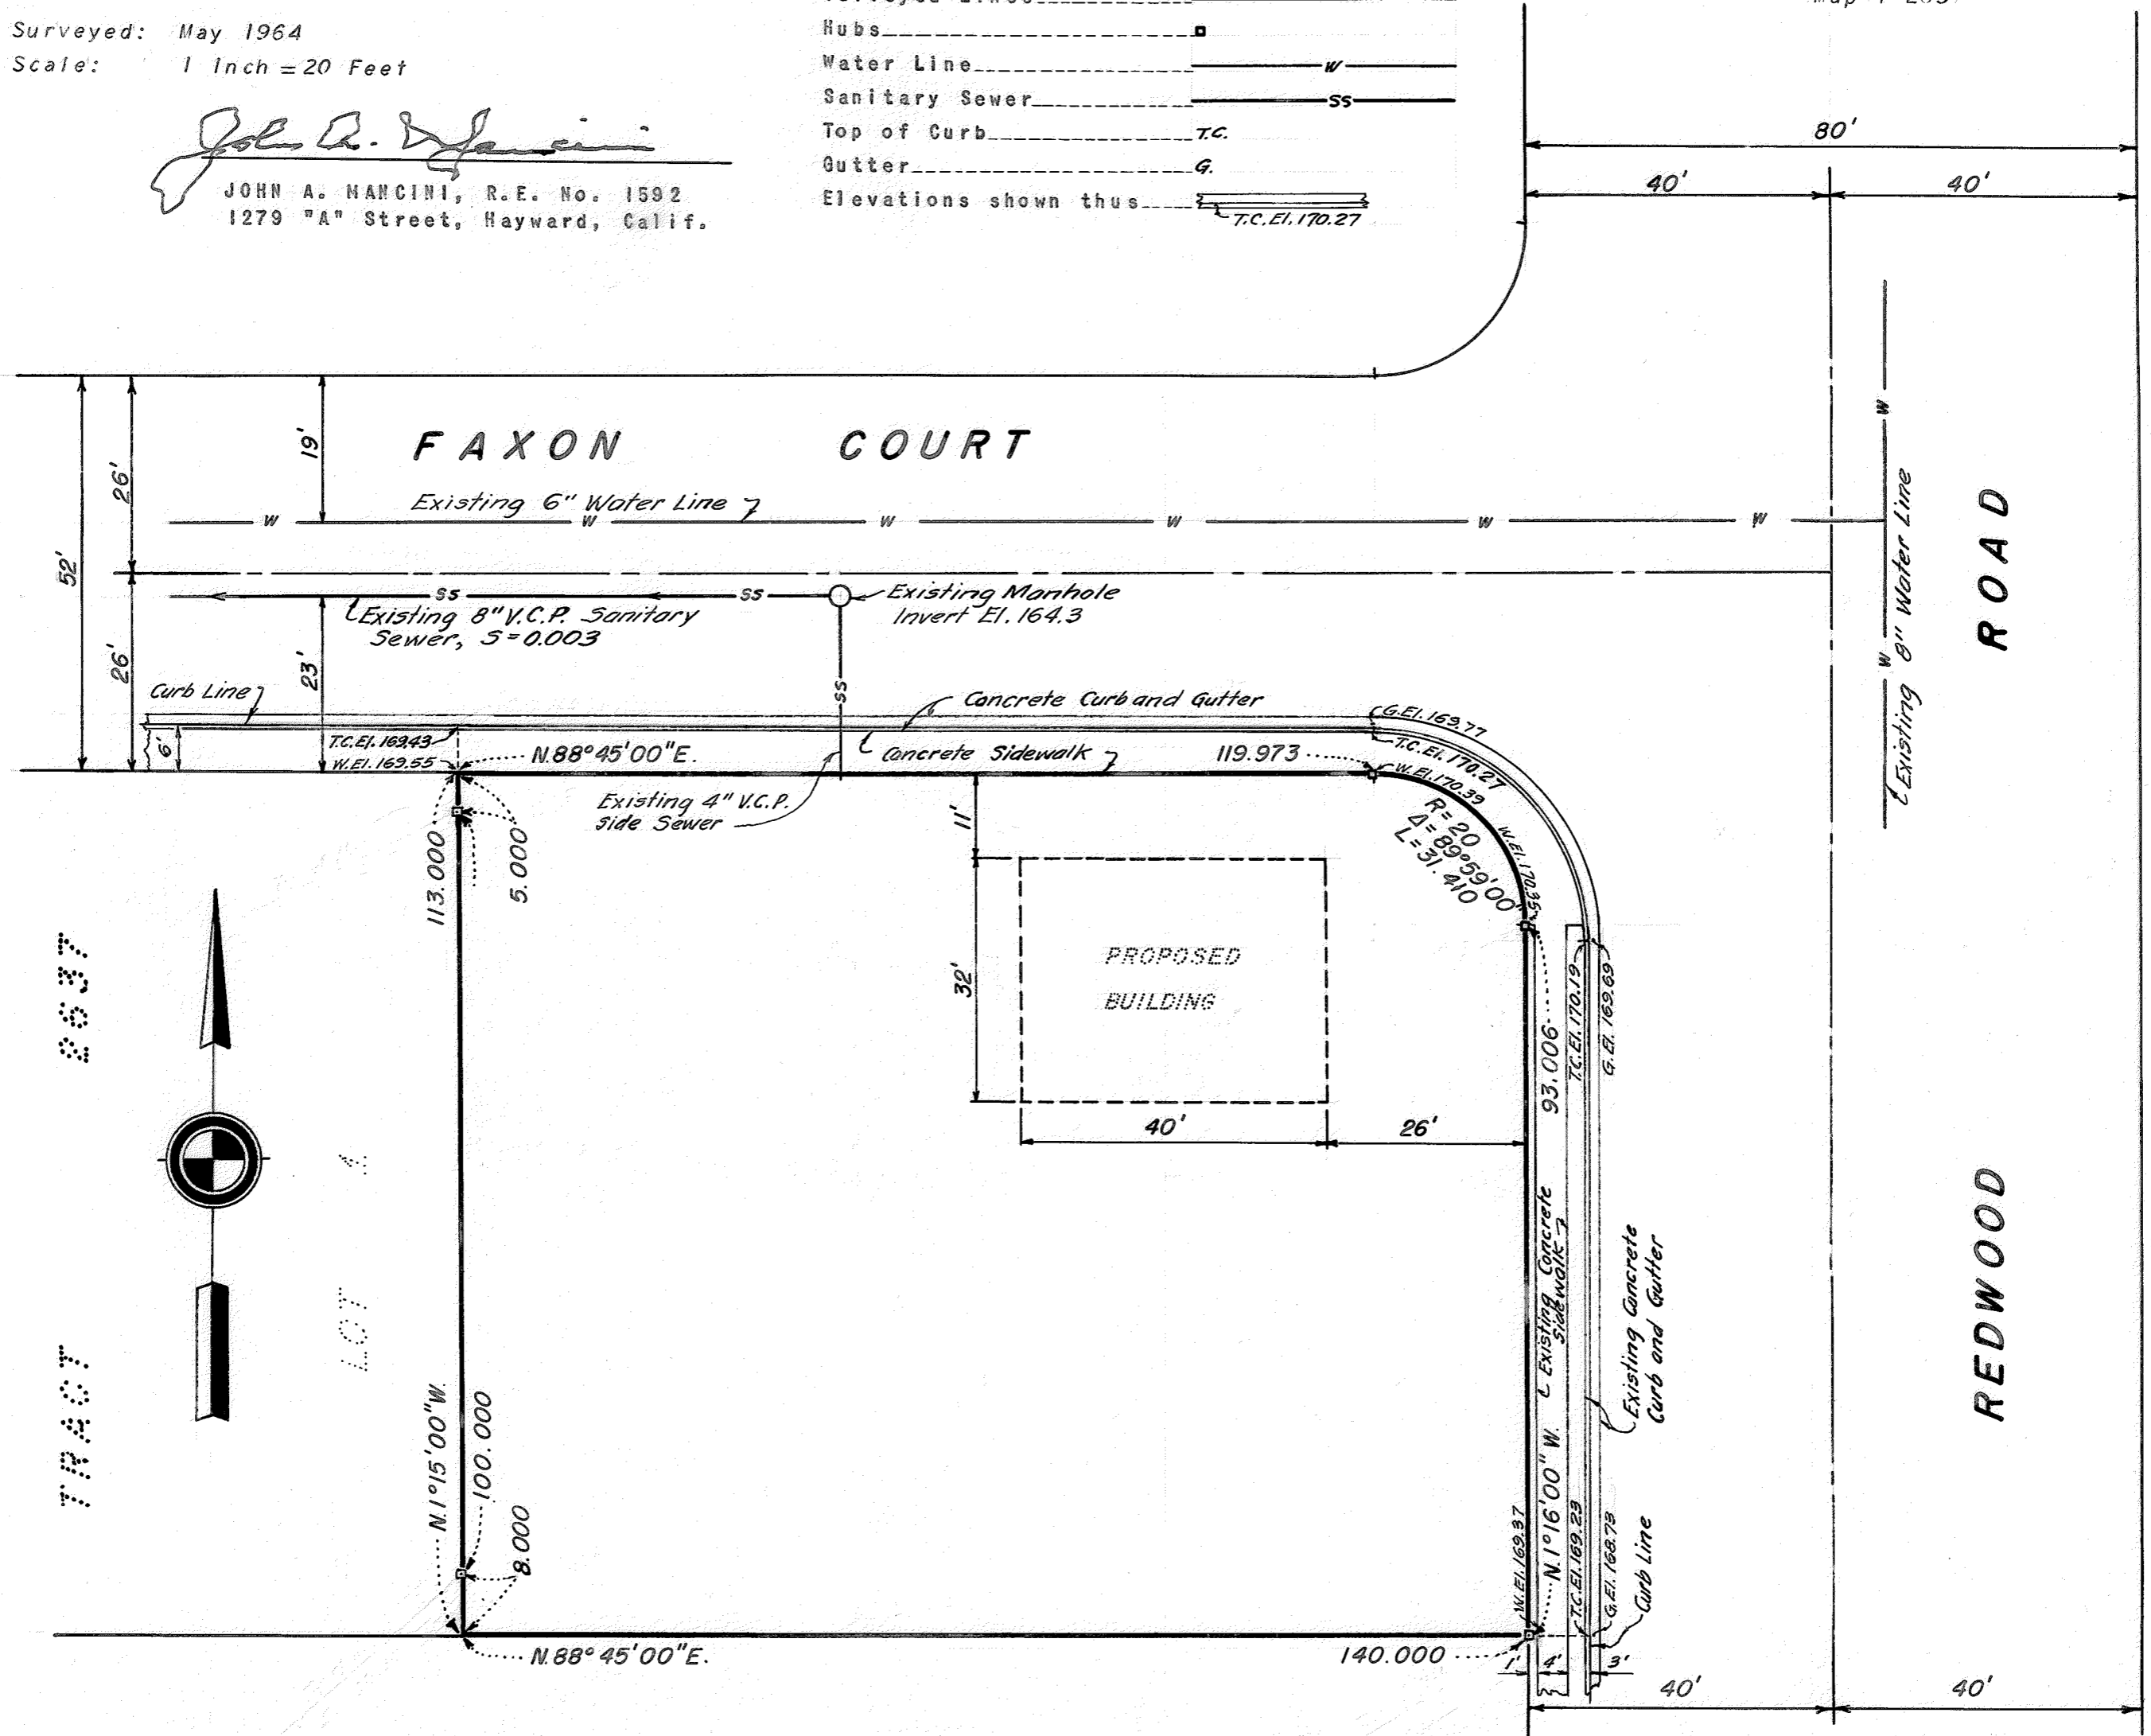 Surveyed: May 1964
Scale: 1 Inch = 20 Feet
JOHN A. MANCINI, R.E. No. 1592
1279 "A" Street, Hayward, Calif.
Hubs
Water Line
W
Sanitary Sewer
SS
Top of Curb
T.C.
Gutter
G.
Elevations shown thus
T.C.El.170.27
80'
40'
40'
52'
26'
26'
19'
23'
6'
FAXON COURT
Existing 6" Water Line
W
W
W
W
W
W
SS
SS
Existing 8" V.C.P. Sanitary
Sewer, S=0.003
Existing Manhole
Invert El. 164.3
SS
Curb Line
Concrete Curb and Gutter
Concrete Sidewalk
T.C.El.169.43
W.El.169.55
N.88°45'00"E.
119.973
G.El.169.77
T.C.El.170.27
W.El.170.39
Existing 4" V.C.P.
Side Sewer
R=20
Δ=89°59'00"
L=31.410
113.000
5.000
11'
32'
PROPOSED
BUILDING
40'
26'
93.006
T.C.El.170.19
G.El.169.69
W
W
Existing 8" Water Line
REDWOOD ROAD
TRACT 2637
LOT A
N.1°15'00"W.
100.000
8.000
Existing Concrete
Sidewalk
Existing Concrete
Curb and Gutter
W.El.169.37
N.1°16'00"W.
T.C.El.169.23
G.El.168.73
Curb Line
N.88°45'00"E.
140.000
1'
4'
3'
40'
40'